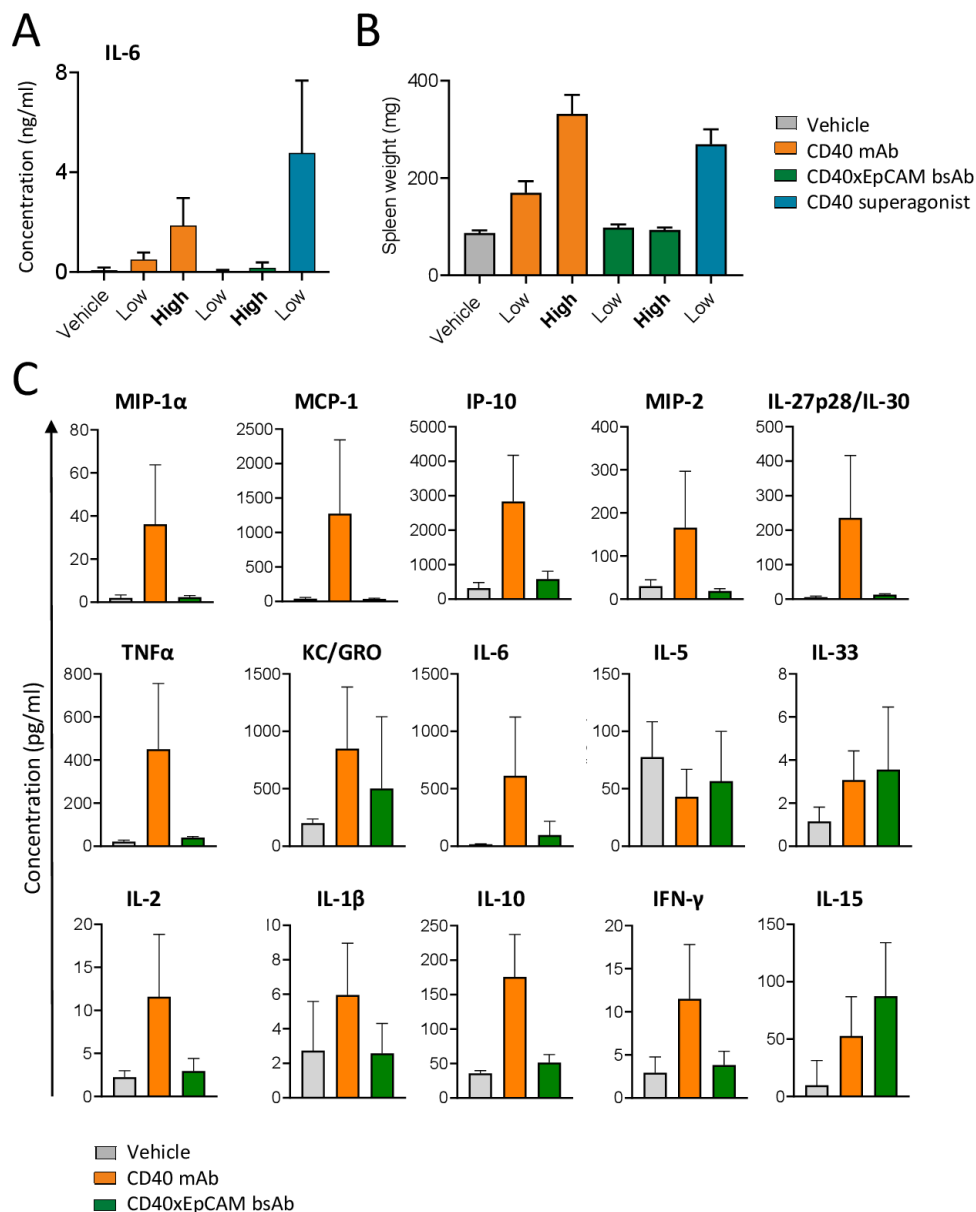 A
IL-6
Concentration (ng/ml)
8
4
0
Vehicle
Low
High
Low
High
Low
B
Spleen weight (mg)
400
200
0
Vehicle
Low
High
Low
High
Low
Vehicle
CD40 mAb
CD40xEpCAM bsAb
CD40 superagonist
C
Concentration (pg/ml)
MIP-1α
60
40
20
0
80
MCP-1
2500
2000
1500
1000
500
0
IP-10
5000
4000
3000
2000
1000
0
MIP-2
400
300
200
100
0
IL-27p28/IL-30
500
400
300
200
100
0
TNFα
800
600
400
200
0
KC/GRO
1500
1000
500
0
IL-6
1500
1000
500
0
IL-5
150
100
50
0
IL-33
8
6
4
2
0
IL-2
20
15
10
5
0
IL-1β
10
8
6
4
2
0
IL-10
250
200
150
100
50
0
IFN-γ
20
15
10
5
0
IL-15
150
100
50
0
Vehicle
CD40 mAb
CD40xEpCAM bsAb